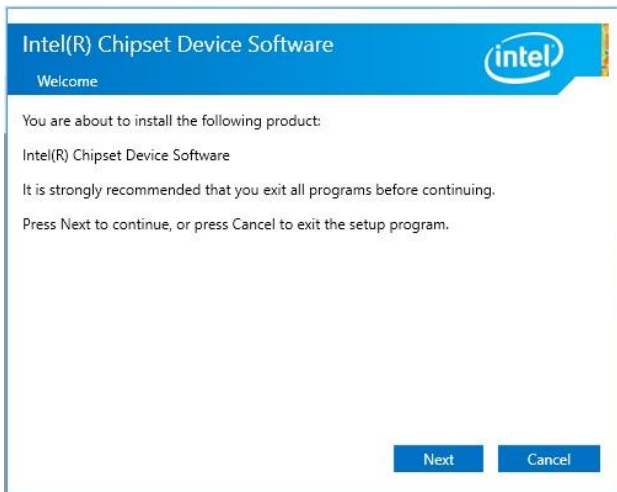 Intel(R) Chipset Device Software
intel
Welcome
You are about to install the following product:
Intel(R) Chipset Device Software
It is strongly recommended that you exit all programs before continuing.
Press Next to continue, or press Cancel to exit the setup program.
Next Cancel